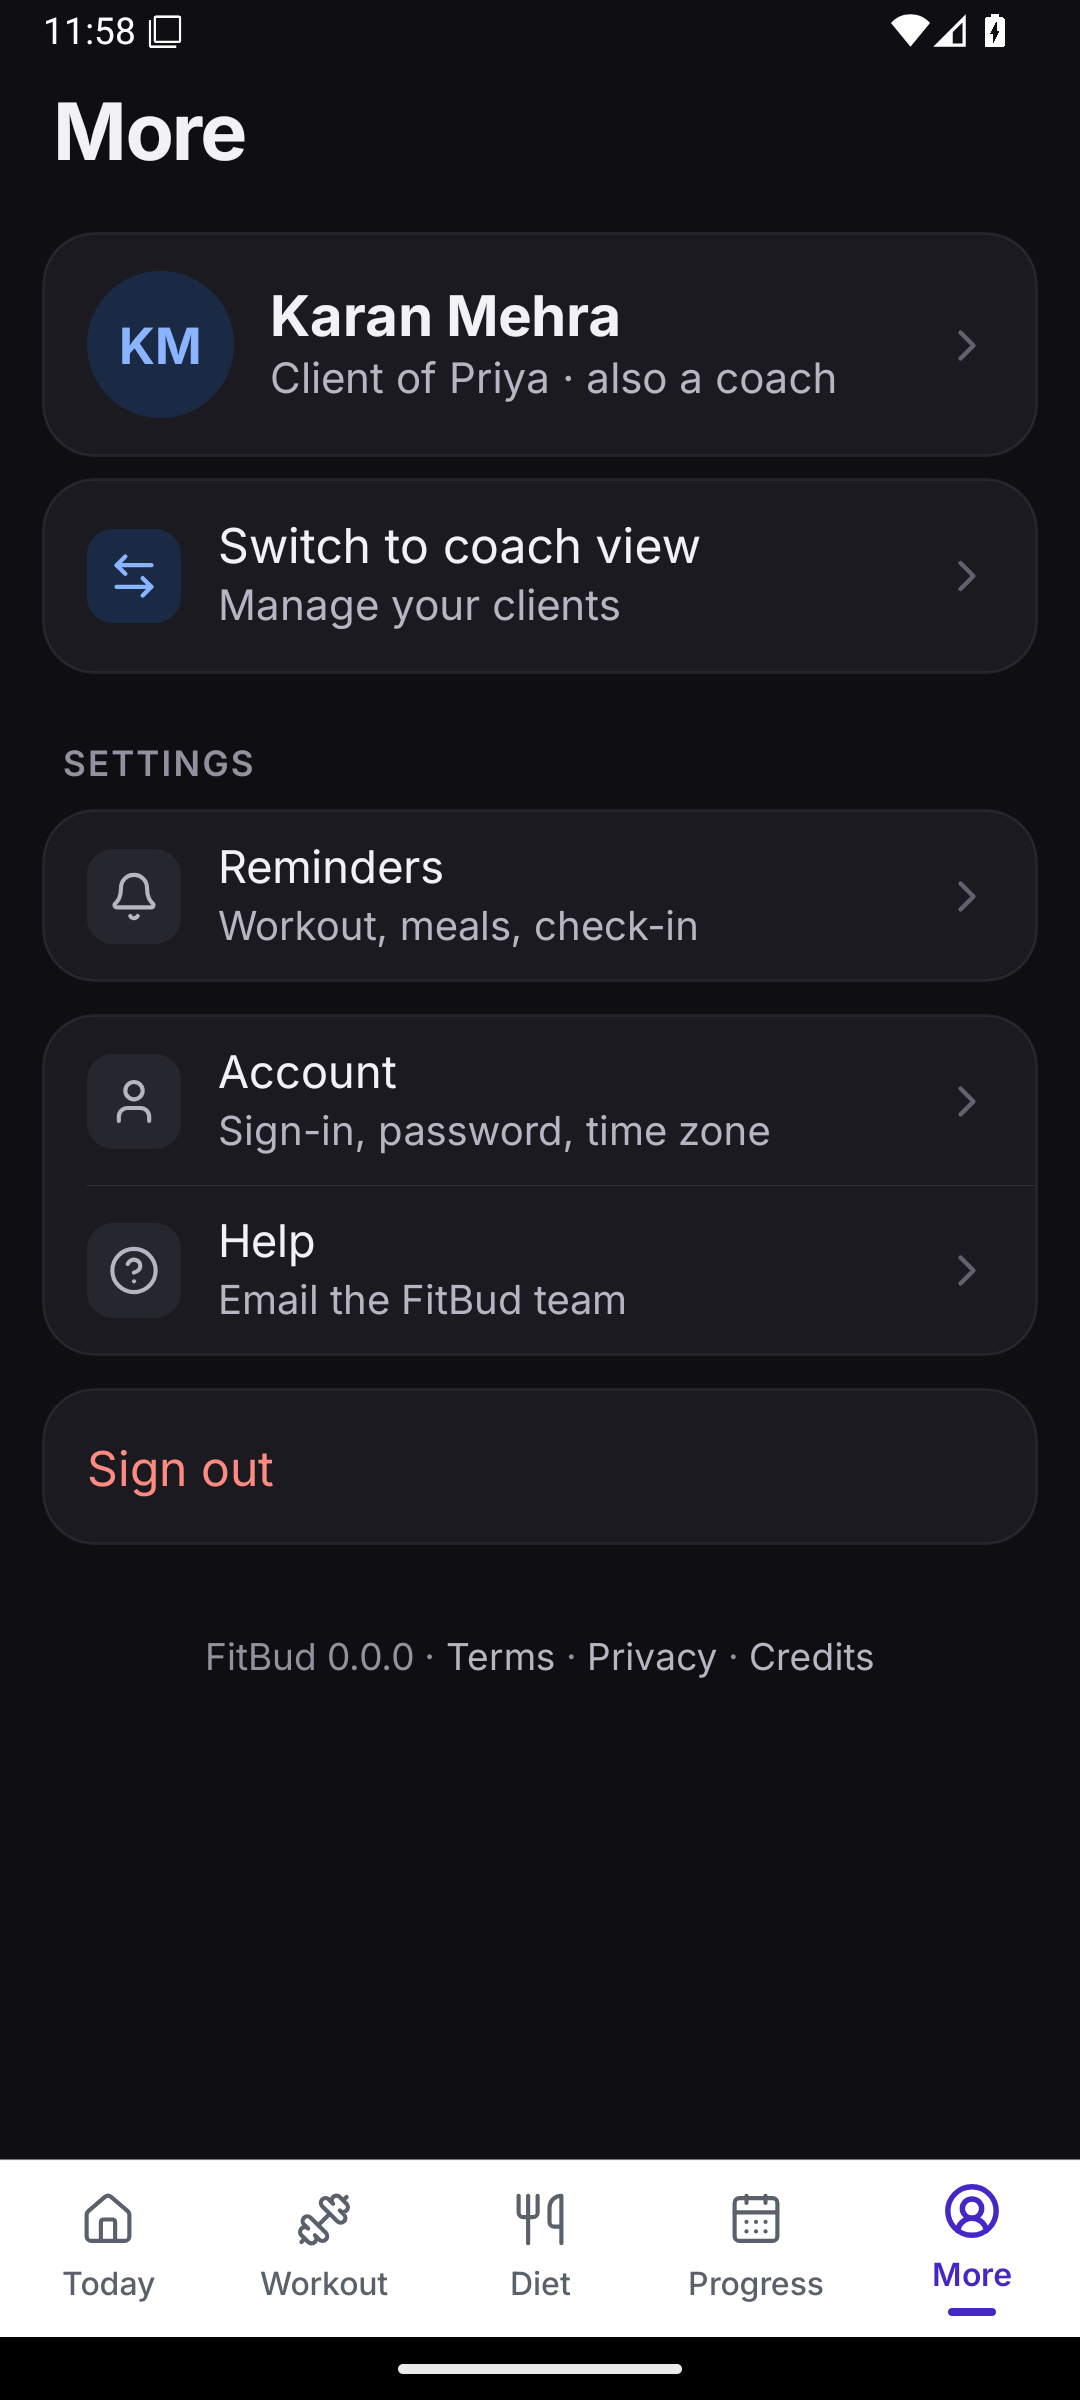 11:58
More
KM
Karan Mehra
Client of Priya · also a coach
Switch to coach view
Manage your clients
SETTINGS
Reminders
Workout, meals, check-in
Account
Sign-in, password, time zone
Help
Email the FitBud team
Sign out
FitBud 0.0.0 · Terms · Privacy · Credits
Today Workout Diet Progress More